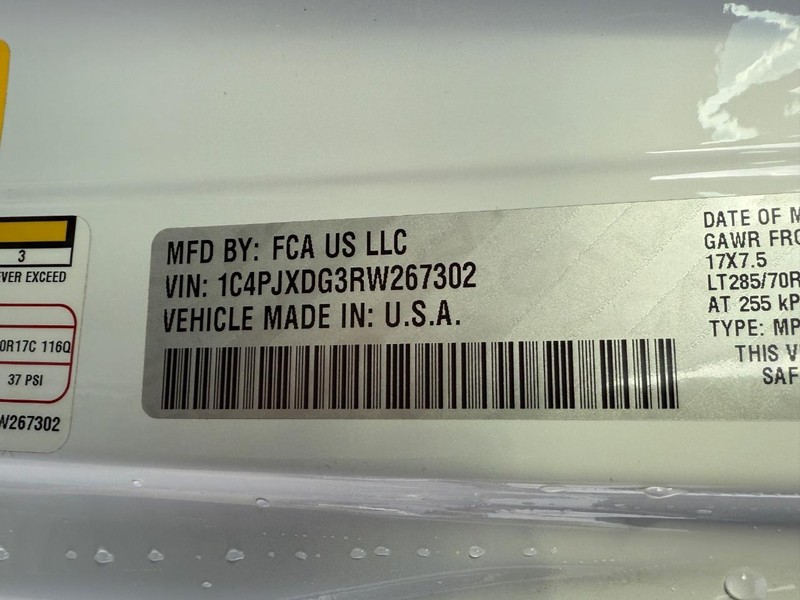 3
EVER EXCEED
0R17C 116Q
37 PSI
W267302
MFD BY: FCA US LLC
VIN: 1C4PJXDG3RW267302
VEHICLE MADE IN: U.S.A.
DATE OF M
GAWR FRO
17X7.5
LT285/70R
AT 255 kP
TYPE: MP
THIS V
SAF